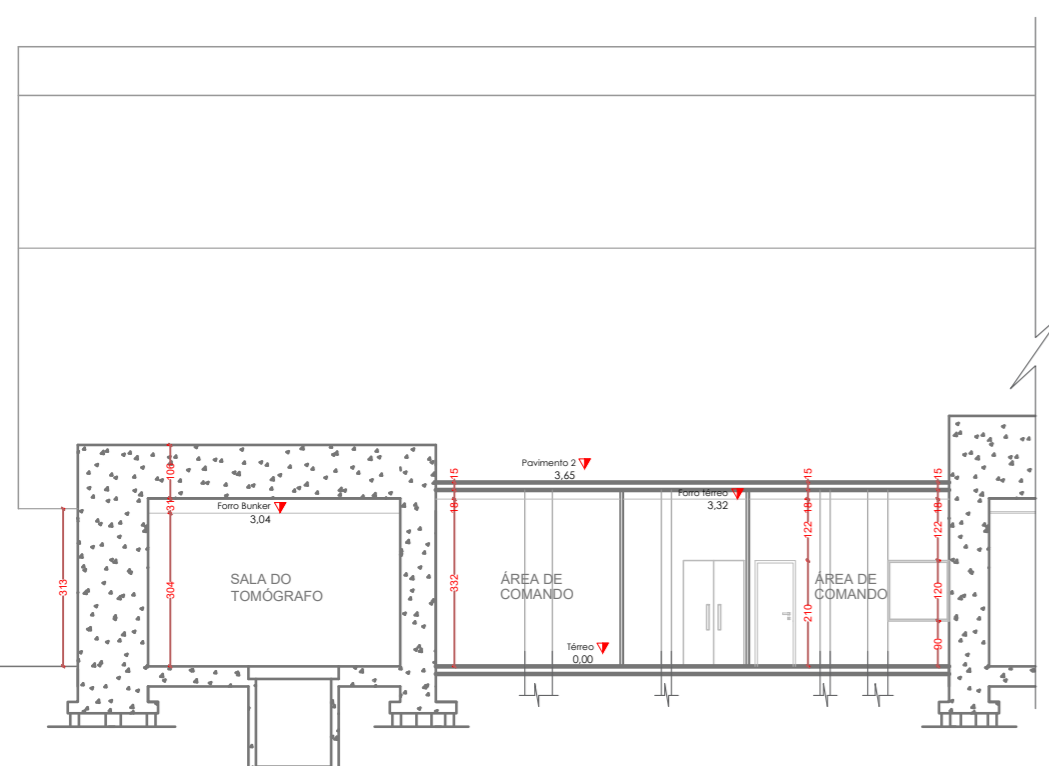 Pavimento 2
3,65
Forro Bunker
3,04
Forro térreo
3,32
SALA DO
TOMÓGRAFO
ÁREA DE
COMANDO
ÁREA DE
COMANDO
Térreo
0,00
313
108
31
304
15
18
332
15
18
122
210
15
18
122
120
90